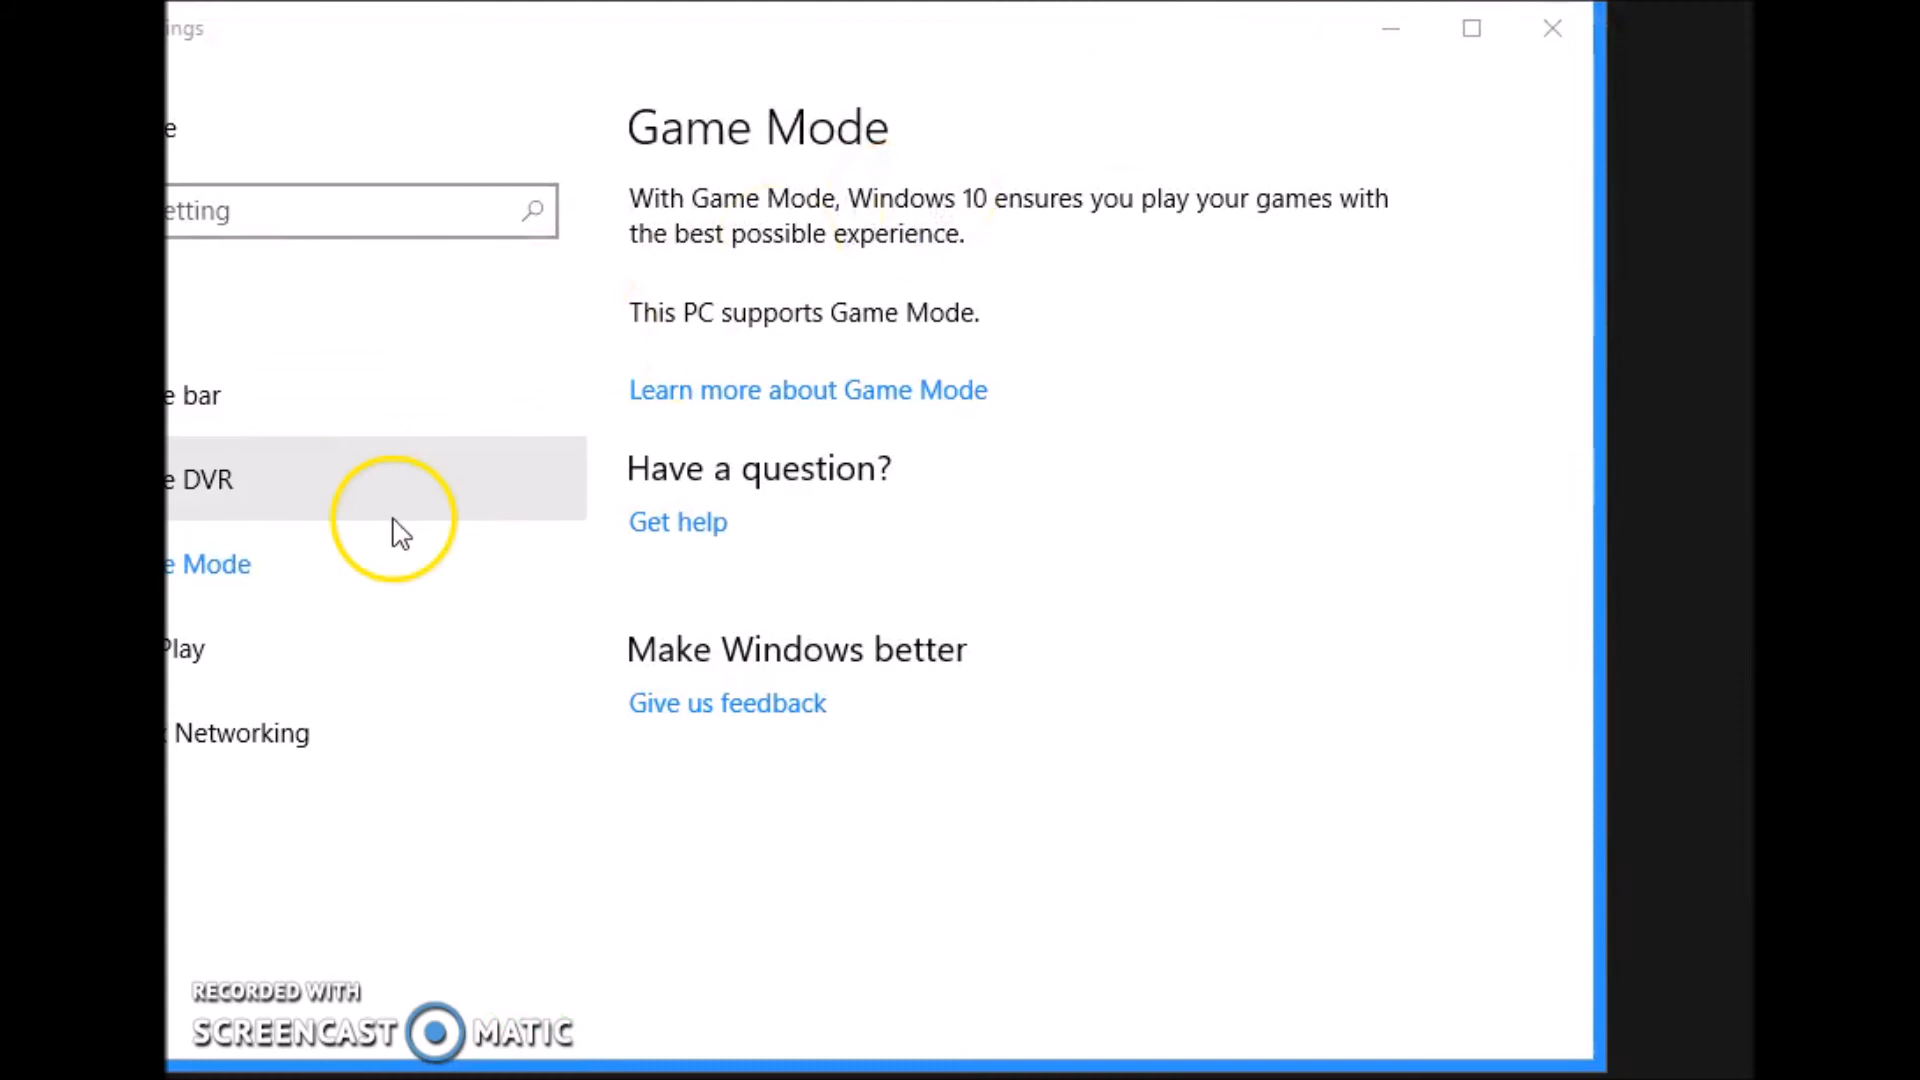 ings
e
etting
e bar
e DVR
e Mode
Play
Networking
Game Mode
With Game Mode, Windows 10 ensures you play your games with
the best possible experience.
This PC supports Game Mode.
Learn more about Game Mode
Have a question?
Get help
Make Windows better
Give us feedback
RECORDED WITH
SCREENCAST MATIC